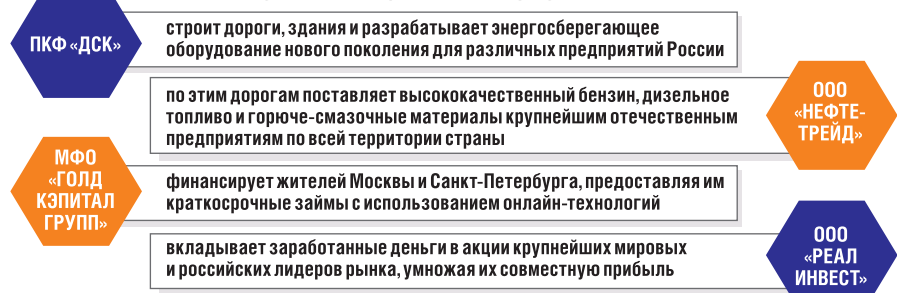 ПКФ «ДСК»
строит дороги, здания и разрабатывает энергосберегающее
оборудование нового поколения для различных предприятий России
по этим дорогам поставляет высококачественный бензин, дизельное
топливо и горюче-смазочные материалы крупнейшим отечественным
предприятиям по всей территории страны
ООО
«НЕФТЕ-
ТРЕЙД»
МФО
«ГОЛД
КЭПИТАЛ
ГРУПП»
финансирует жителей Москвы и Санкт-Петербурга, предоставляя им
краткосрочные займы с использованием онлайн-технологий
вкладывает заработанные деньги в акции крупнейших мировых
и российских лидеров рынка, умножая их совместную прибыль
ООО
«РЕАЛ
ИНВЕСТ»